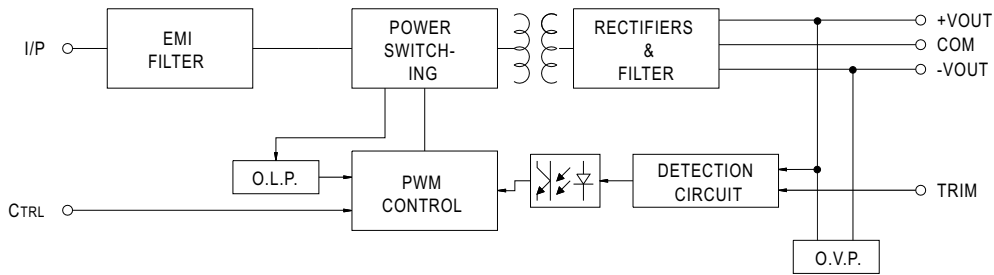 I/P
EMI
FILTER
POWER
SWITCH-
ING
RECTIFIERS
&
FILTER
+VOUT
COM
-VOUT
O.L.P.
PWM
CONTROL
DETECTION
CIRCUIT
TRIM
CTRL
O.V.P.